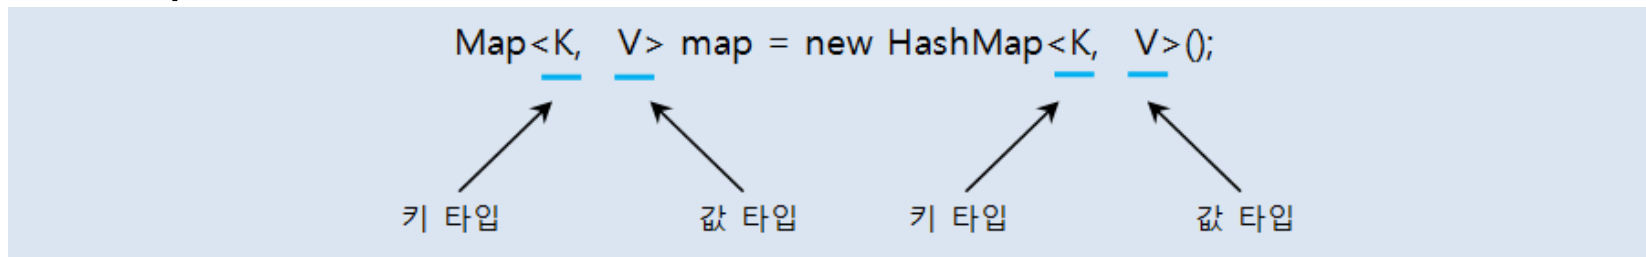 Map<K, V> map = new HashMap<K, V>();
키 타입 값 타입 키 타입 값 타입